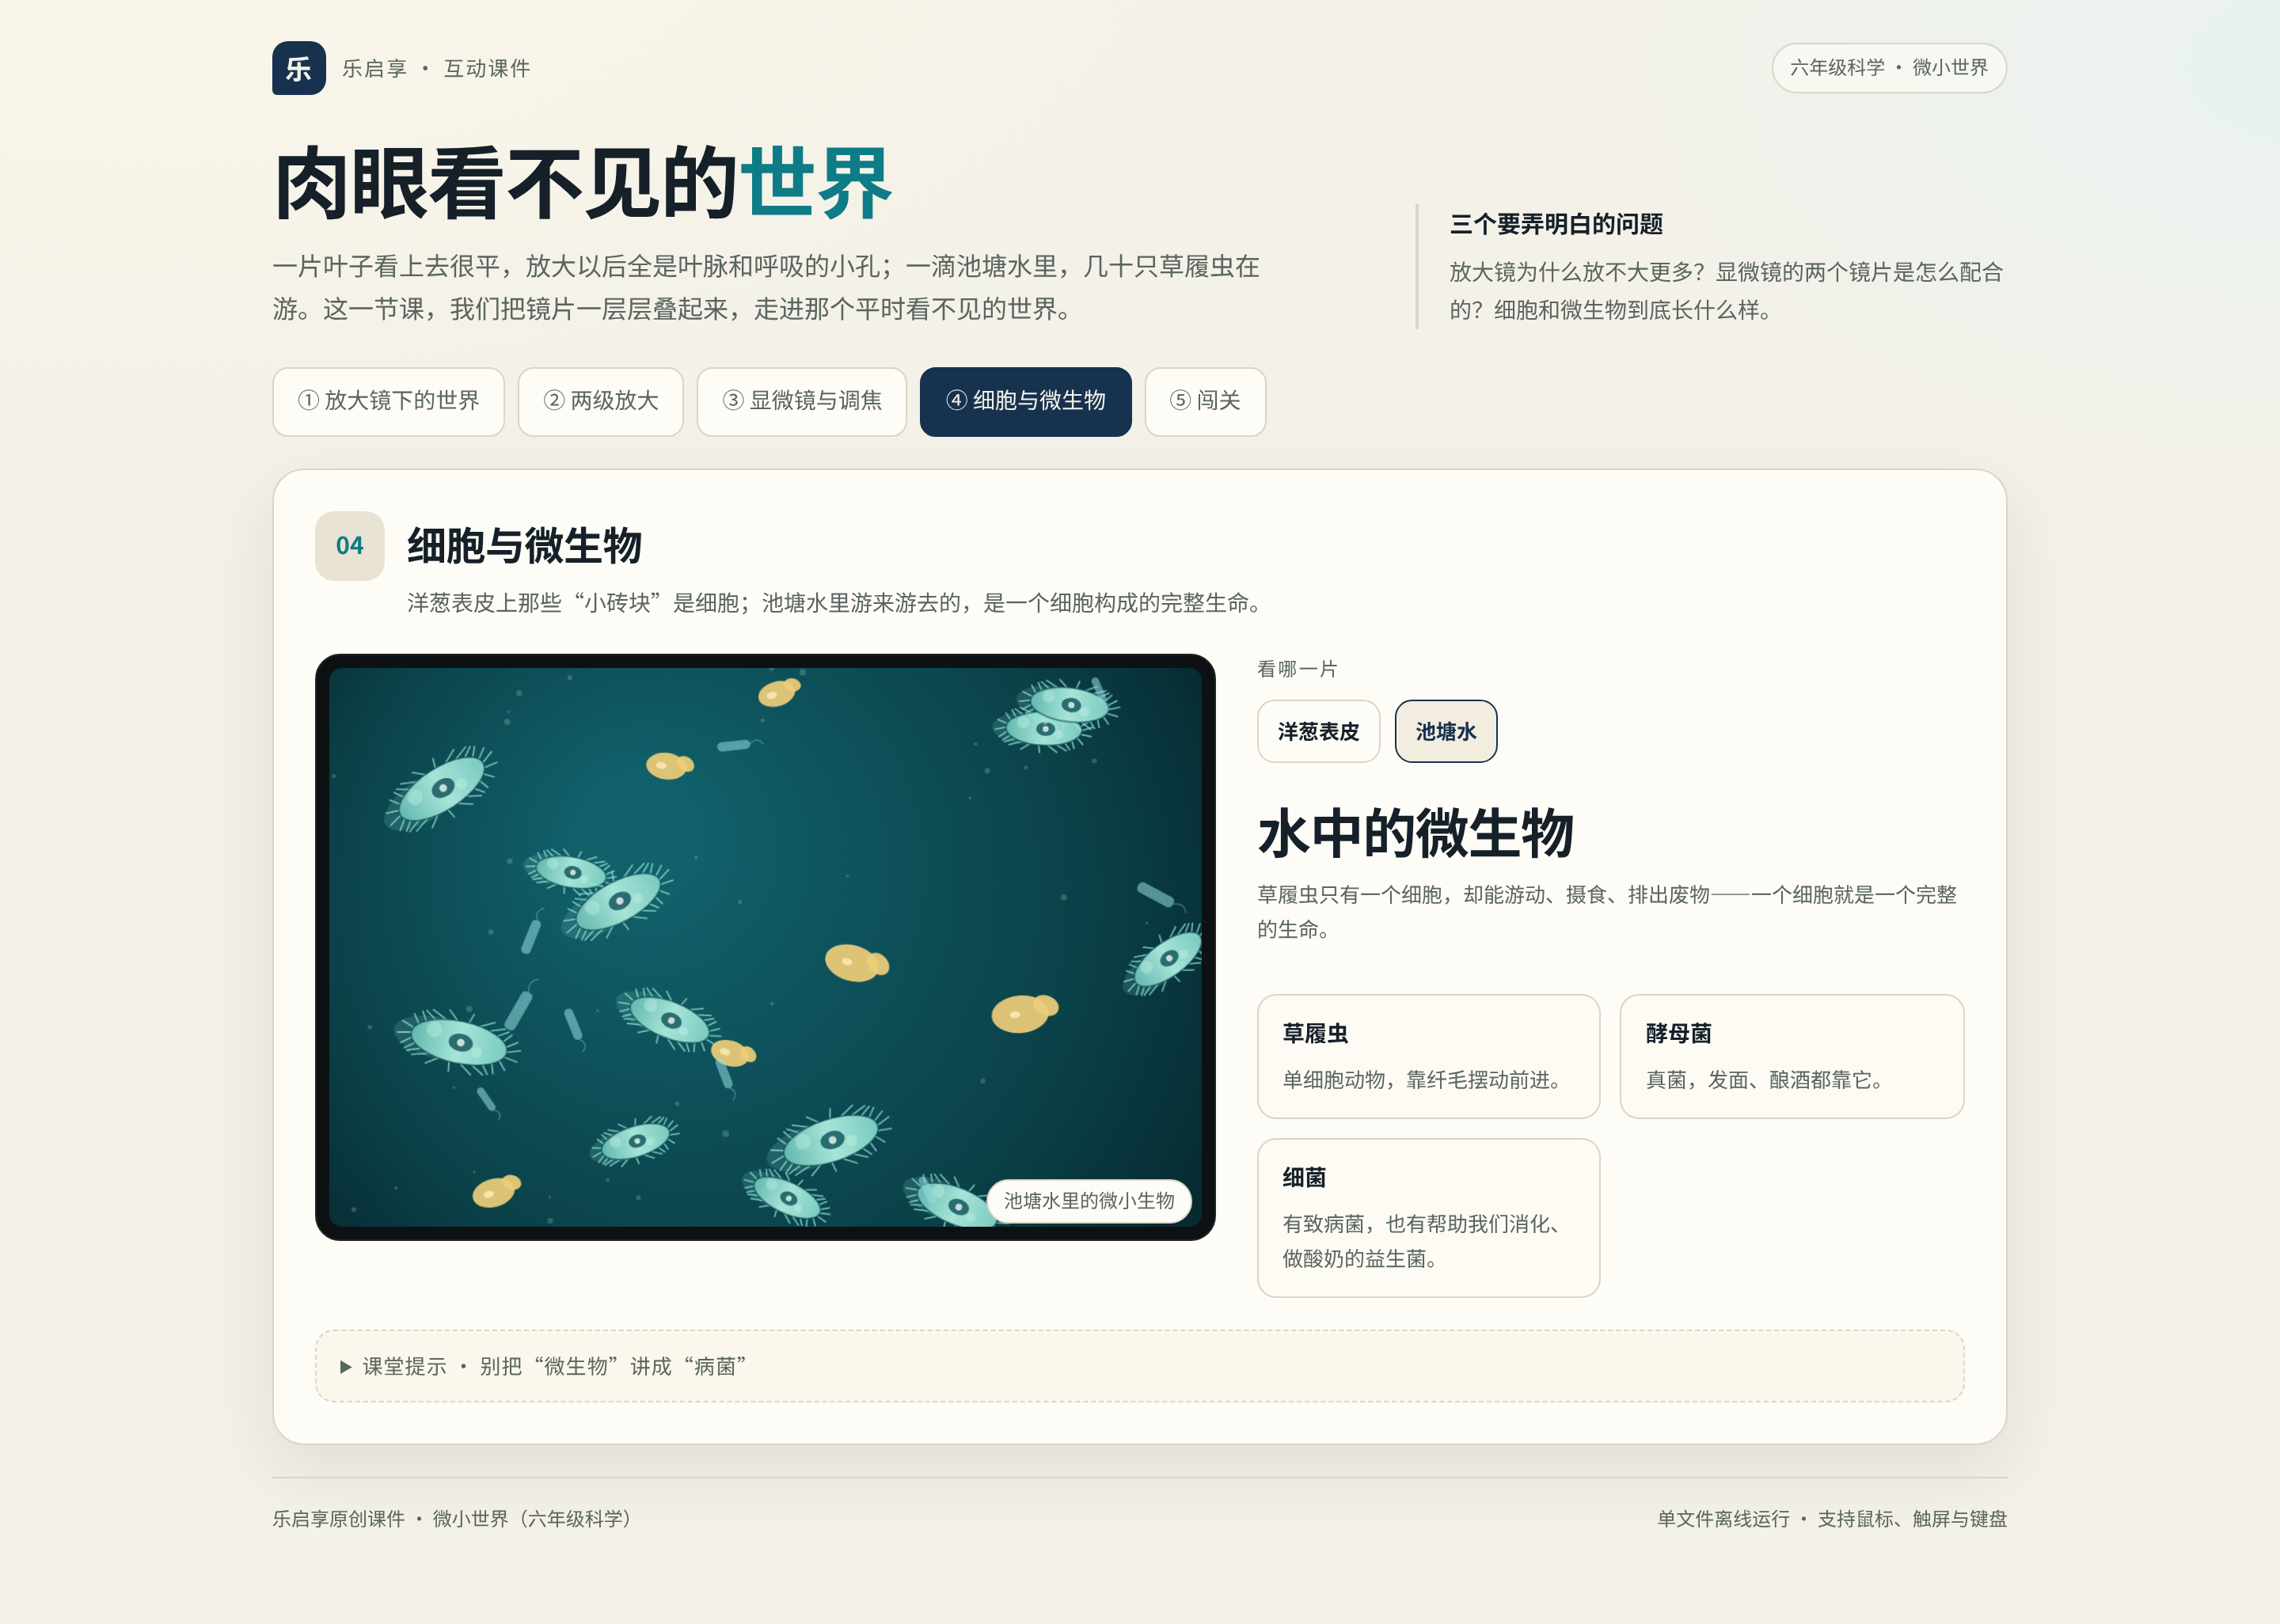 乐
乐启享 · 互动课件
六年级科学 · 微小世界
肉眼看不见的世界
一片叶子看上去很平，放大以后全是叶脉和呼吸的小孔；一滴池塘水里，几十只草履虫在
游。这一节课，我们把镜片一层层叠起来，走进那个平时看不见的世界。
三个要弄明白的问题
放大镜为什么放不大更多？显微镜的两个镜片是怎么配合
的？细胞和微生物到底长什么样。
① 放大镜下的世界
② 两级放大
③ 显微镜与调焦
④ 细胞与微生物
⑤ 闯关
04
细胞与微生物
洋葱表皮上那些“小砖块”是细胞；池塘水里游来游去的，是一个细胞构成的完整生命。
池塘水里的微小生物
看哪一片
洋葱表皮
池塘水
水中的微生物
草履虫只有一个细胞，却能游动、摄食、排出废物——一个细胞就是一个完整
的生命。
草履虫
单细胞动物，靠纤毛摆动前进。
酵母菌
真菌，发面、酿酒都靠它。
细菌
有致病菌，也有帮助我们消化、
做酸奶的益生菌。
▶ 课堂提示 · 别把“微生物”讲成“病菌”
乐启享原创课件 · 微小世界（六年级科学）
单文件离线运行 · 支持鼠标、触屏与键盘